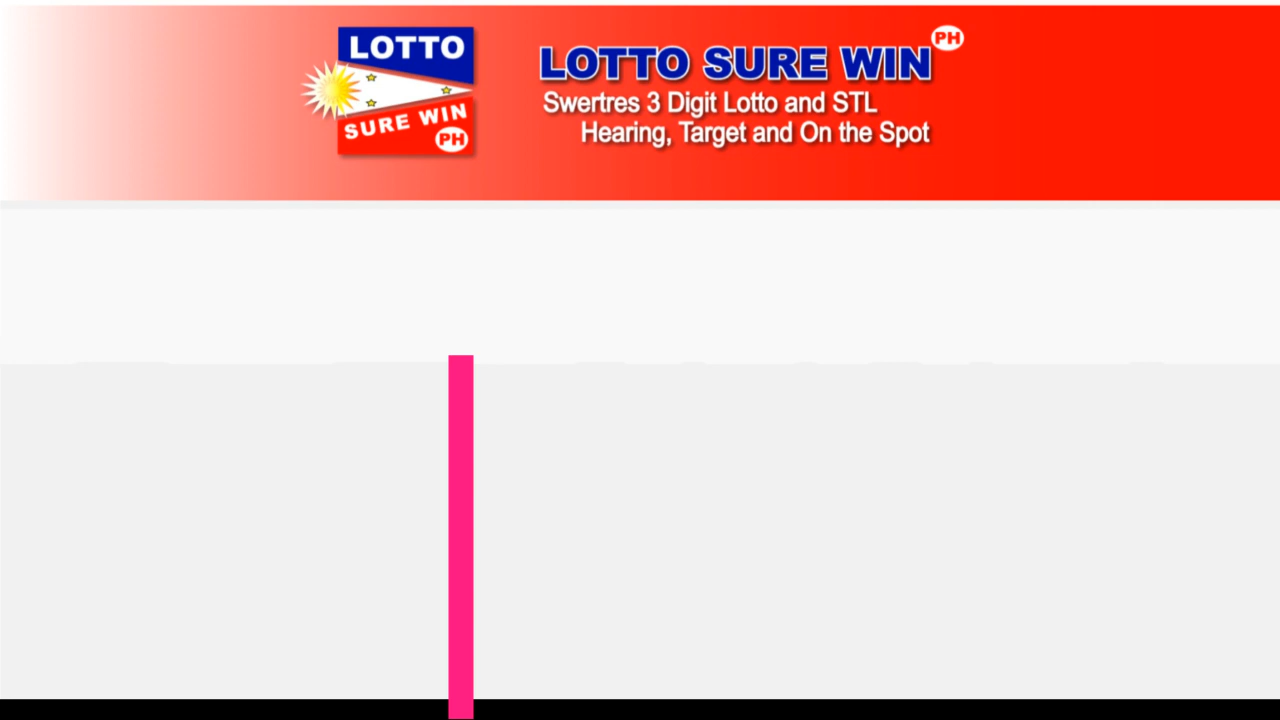 LOTTO
SURE WIN
PH
LOTTO SURE WIN PH
Swertres 3 Digit Lotto and STL
Hearing, Target and On the Spot